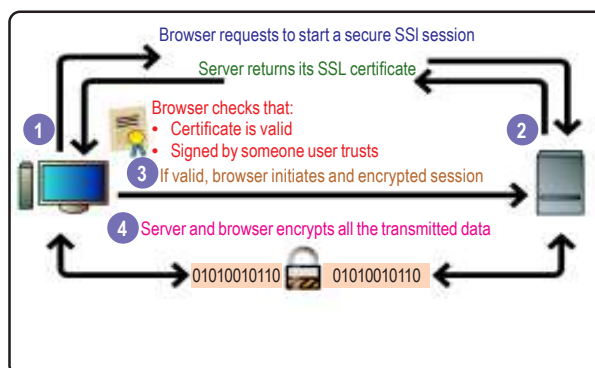 Browser requests to start a secure SSl session
Server returns its SSL certificate
1
Browser checks that:
• Certificate is valid
• Signed by someone user trusts
2
3 If valid, browser initiates and encrypted session
4 Server and browser encrypts all the transmitted data
01010010110 01010010110